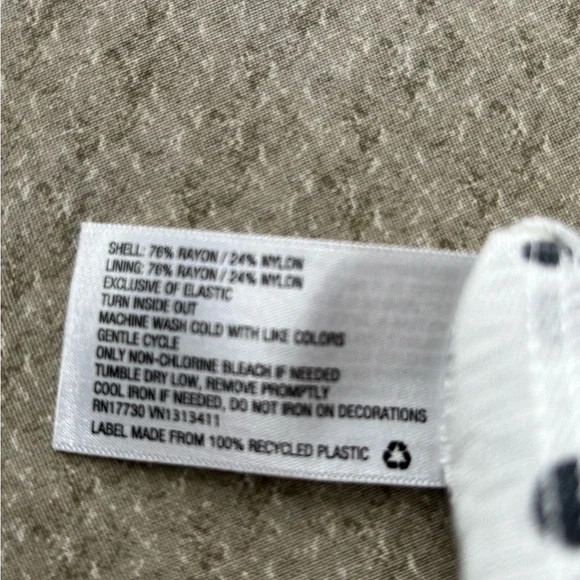 SHELL: 76% RAYON / 24% NYLON
LINING: 76% RAYON / 24% NYLON
EXCLUSIVE OF ELASTIC
TURN INSIDE OUT
MACHINE WASH COLD WITH LIKE COLORS
GENTLE CYCLE
ONLY NON-CHLORINE BLEACH IF NEEDED
TUMBLE DRY LOW, REMOVE PROMPTLY
COOL IRON IF NEEDED, DO NOT IRON ON DECORATIONS
RN17730 VN1313411
LABEL MADE FROM 100% RECYCLED PLASTIC